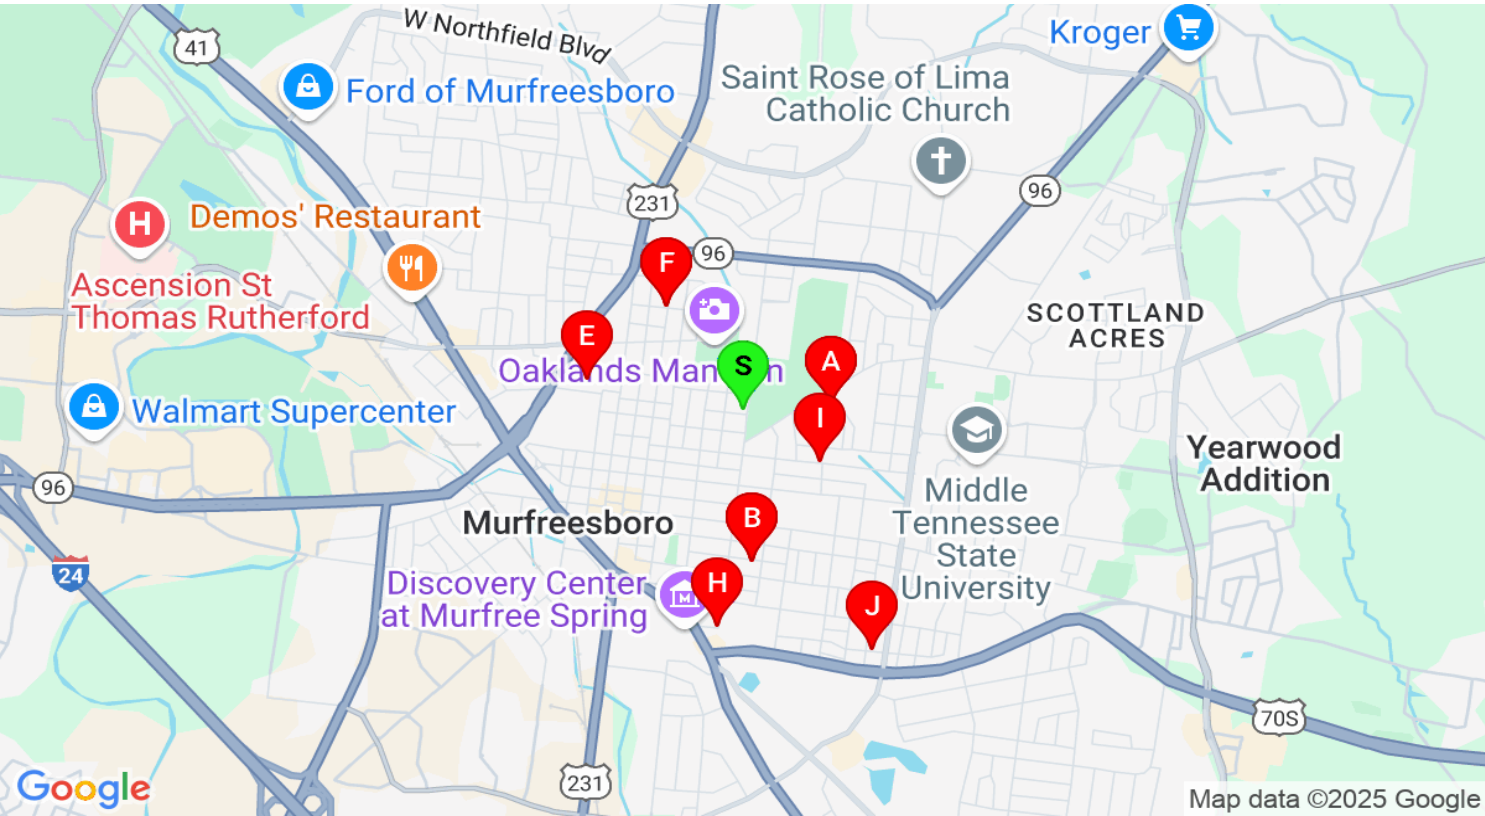 W Northfield Blvd
41
Kroger
Ford of Murfreesboro
Saint Rose of Lima
Catholic Church
96
231
H
Demos' Restaurant
96
F
Ascension St
Thomas Rutherford
SCOTTLAND
ACRES
E
A
S
Oaklands Man n
Walmart Supercenter
I
Yearwood
Addition
96
Middle
Tennessee
State
University
Murfreesboro
B
24
Discovery Center
at Murfree Spring
M
H
J
70S
231
Google
Map data ©2025 Google